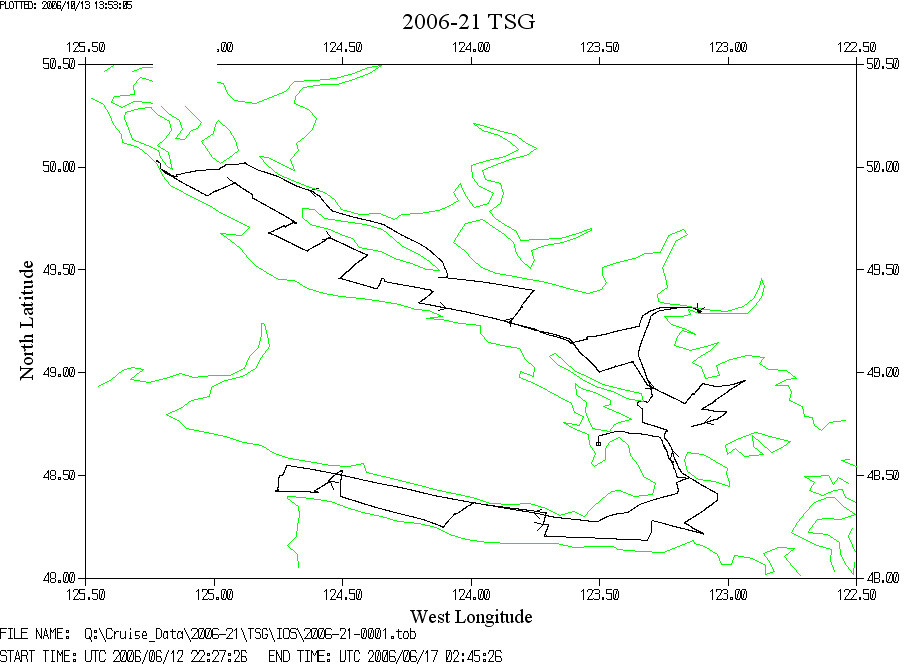 PLOTTED: 2006/10/13 13:53:05
2006-21 TSG
125.50 .00 124.50 124.00 123.50 123.00 122.50
50.50 50.50
50.00 50.00
49.50 49.50
North Latitude
49.00 49.00
48.50 48.50
48.00 48.00
125.50 125.00 124.50 124.00 123.50 123.00 122.50
West Longitude
FILE NAME: Q:\Cruise_Data\2006-21\TSG\IOS\2006-21-0001.tob
START TIME: UTC 2006/06/12 22:27:26 END TIME: UTC 2006/06/17 02:45:26